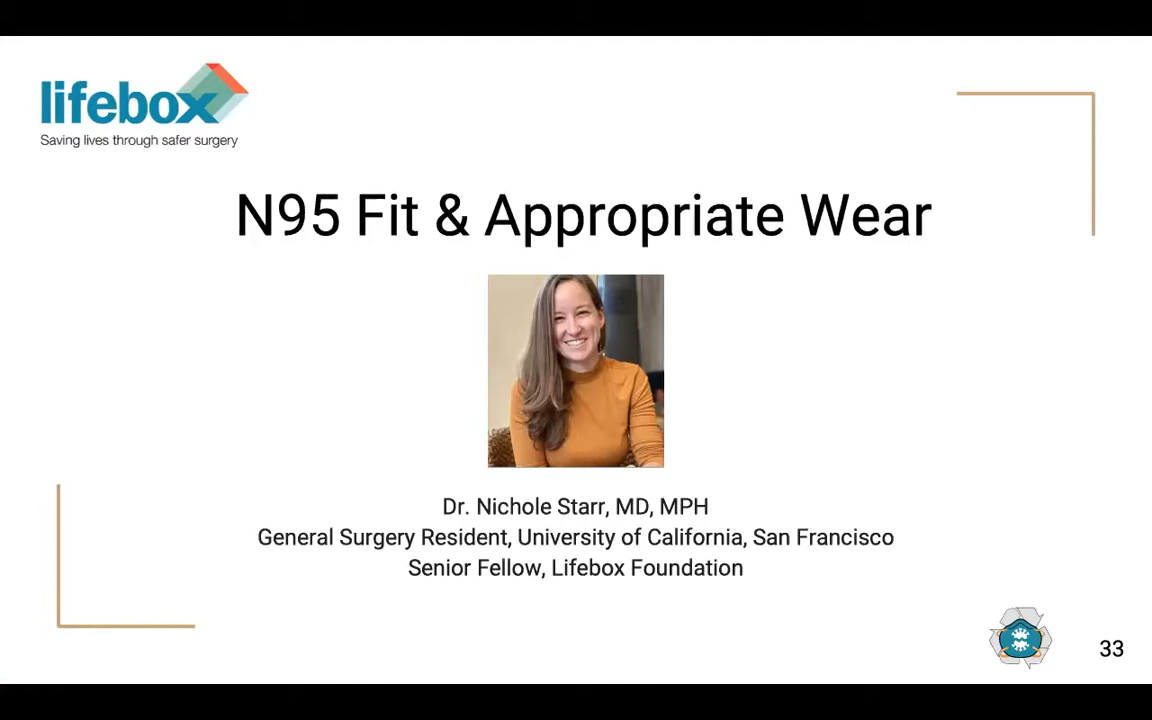 lifebox
Saving lives through safer surgery
N95 Fit & Appropriate Wear
Dr. Nichole Starr, MD, MPH
General Surgery Resident, University of California, San Francisco
Senior Fellow, Lifebox Foundation
33